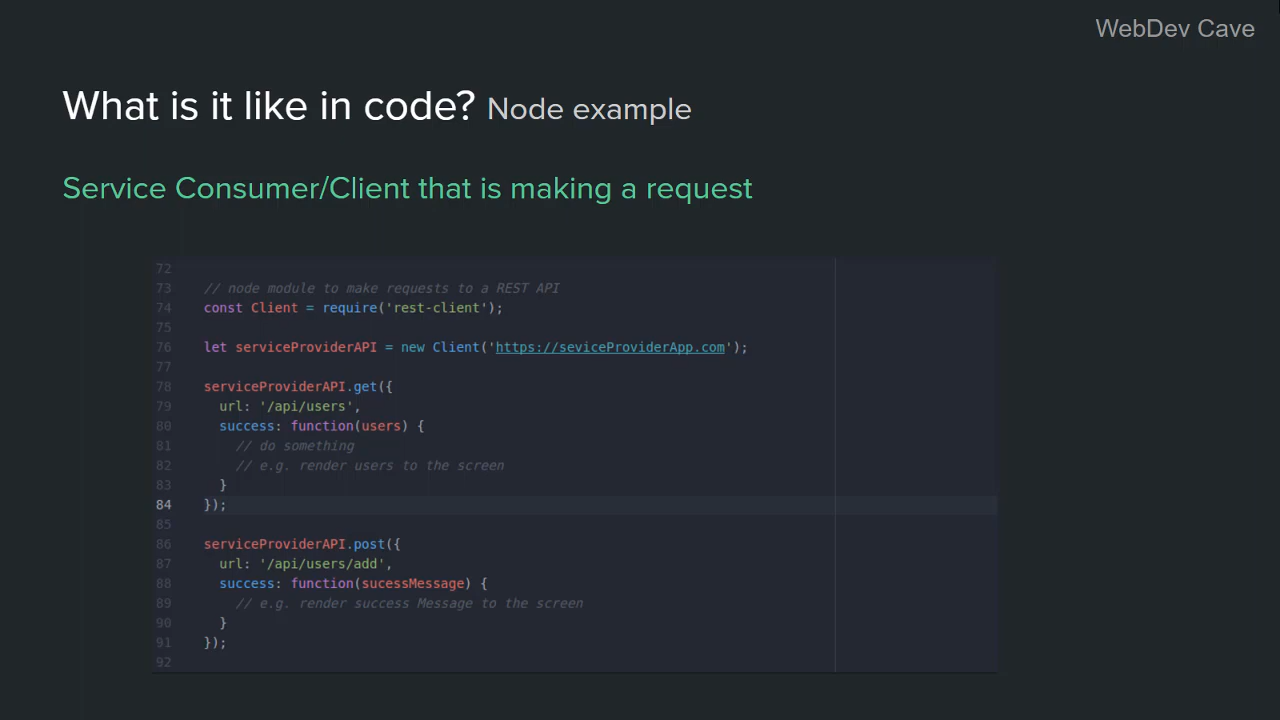 WebDev Cave
What is it like in code? Node example
Service Consumer/Client that is making a request
72
73 // node module to make requests to a REST API
74 const Client = require('rest-client');
75
76 let serviceProviderAPI = new Client('https://seviceProviderApp.com');
77
78 serviceProviderAPI.get({
79 url: '/api/users',
80 success: function(users) {
81 // do something
82 // e.g. render users to the screen
83 }
84 });
85
86 serviceProviderAPI.post({
87 url: '/api/users/add',
88 success: function(sucessMessage) {
89 // e.g. render success Message to the screen
90 }
91 });
92